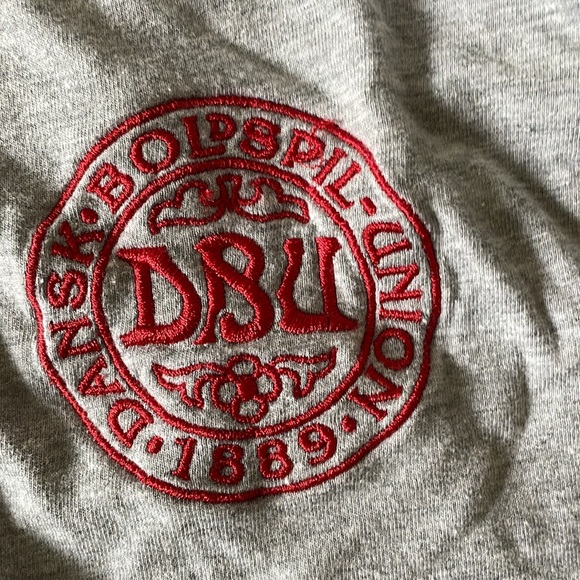 DANSK · BOLDSPIL-UNION ·
DBU
· 1889 ·